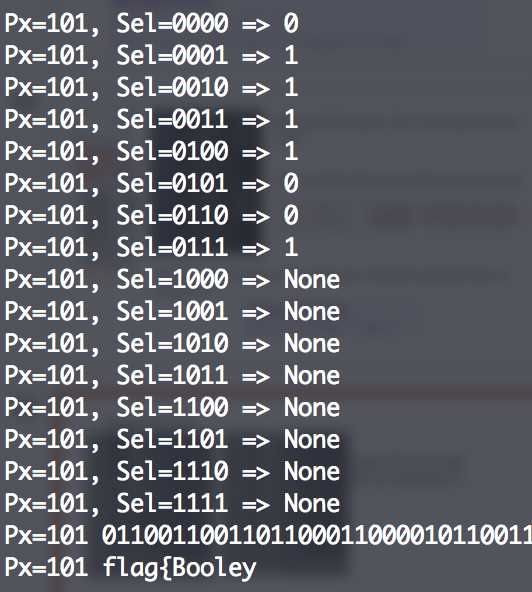 Px=101, Sel=0000 => 0
Px=101, Sel=0001 => 1
Px=101, Sel=0010 => 1
Px=101, Sel=0011 => 1
Px=101, Sel=0100 => 1
Px=101, Sel=0101 => 0
Px=101, Sel=0110 => 0
Px=101, Sel=0111 => 1
Px=101, Sel=1000 => None
Px=101, Sel=1001 => None
Px=101, Sel=1010 => None
Px=101, Sel=1011 => None
Px=101, Sel=1100 => None
Px=101, Sel=1101 => None
Px=101, Sel=1110 => None
Px=101, Sel=1111 => None
Px=101 0110011001101100011000010110011
Px=101 flag{Booley